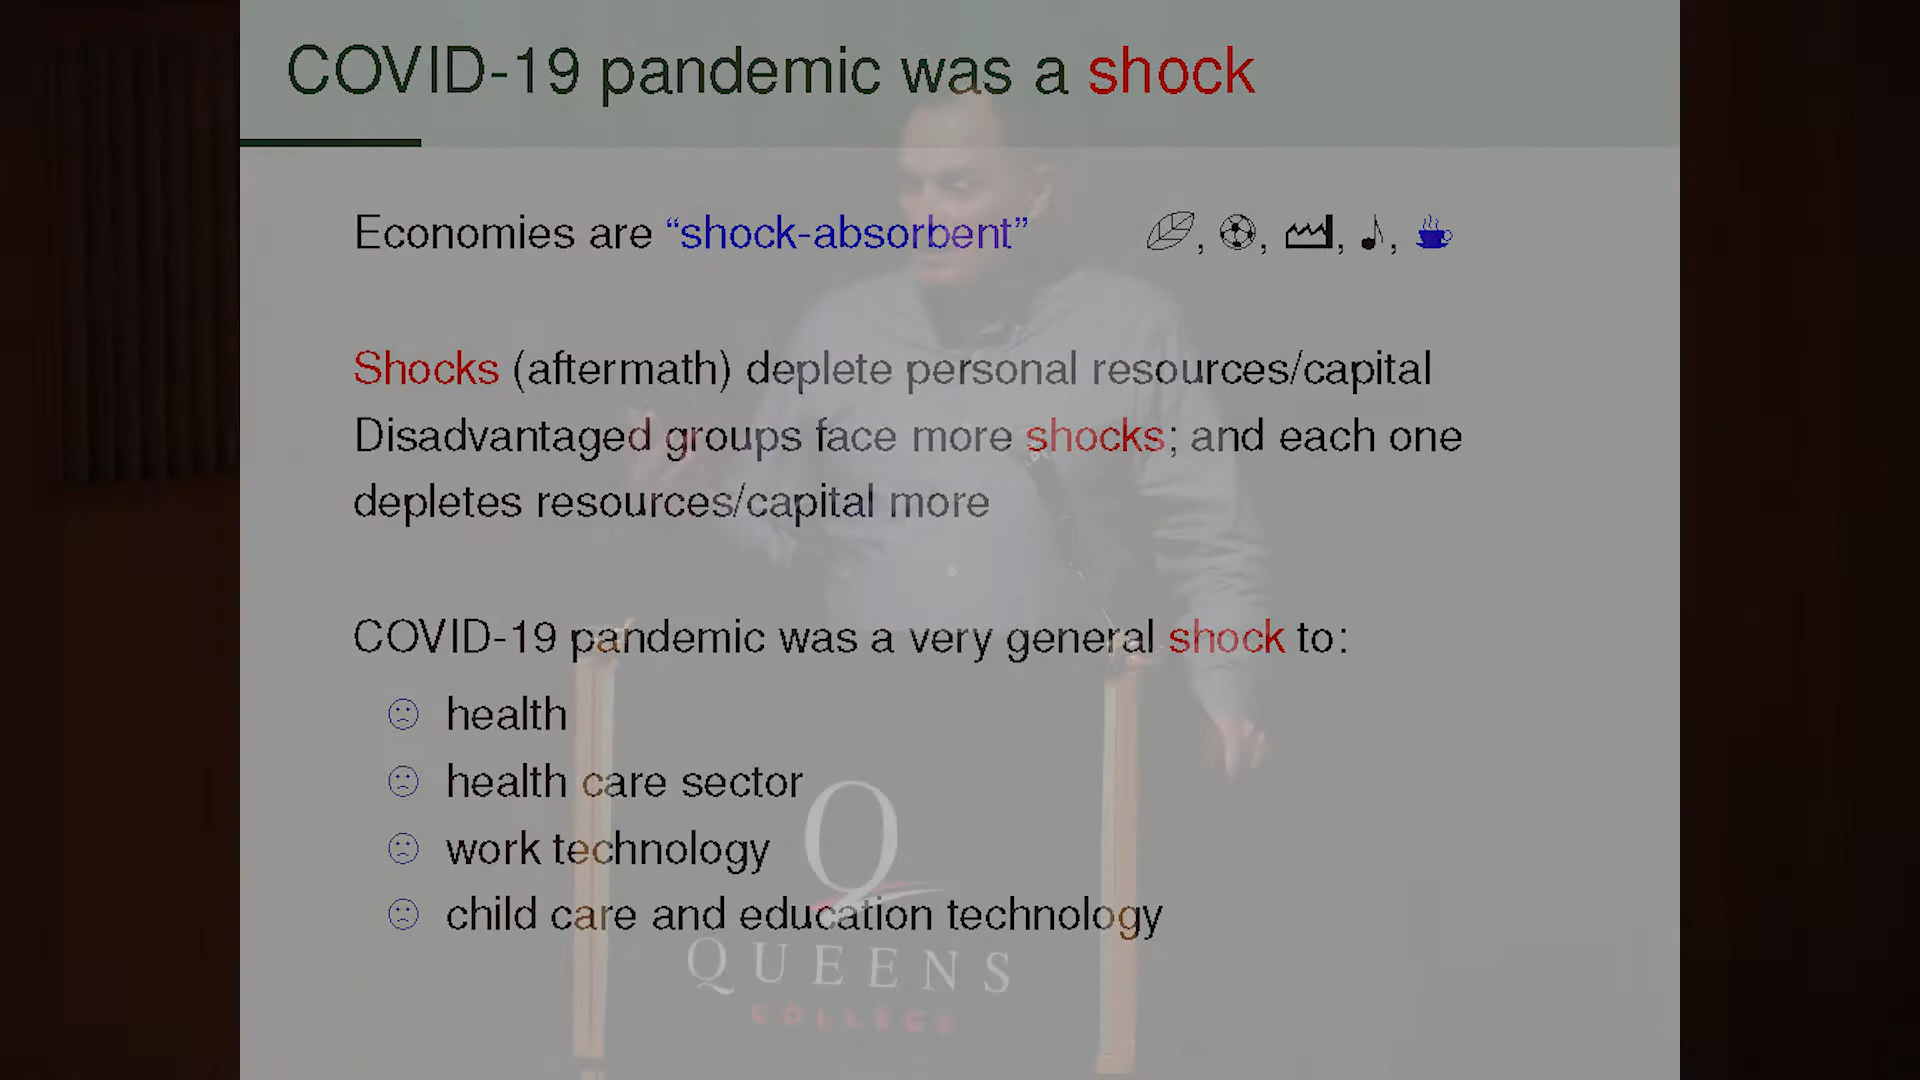 COVID-19 pandemic was a shock
Economies are “shock-absorbent” , , , ,
Shocks (aftermath) deplete personal resources/capital
Disadvantaged groups face more shocks; and each one
depletes resources/capital more
COVID-19 pandemic was a very general shock to:
health
health care sector
work technology
child care and education technology
Q
QUEENS
COLLEGE